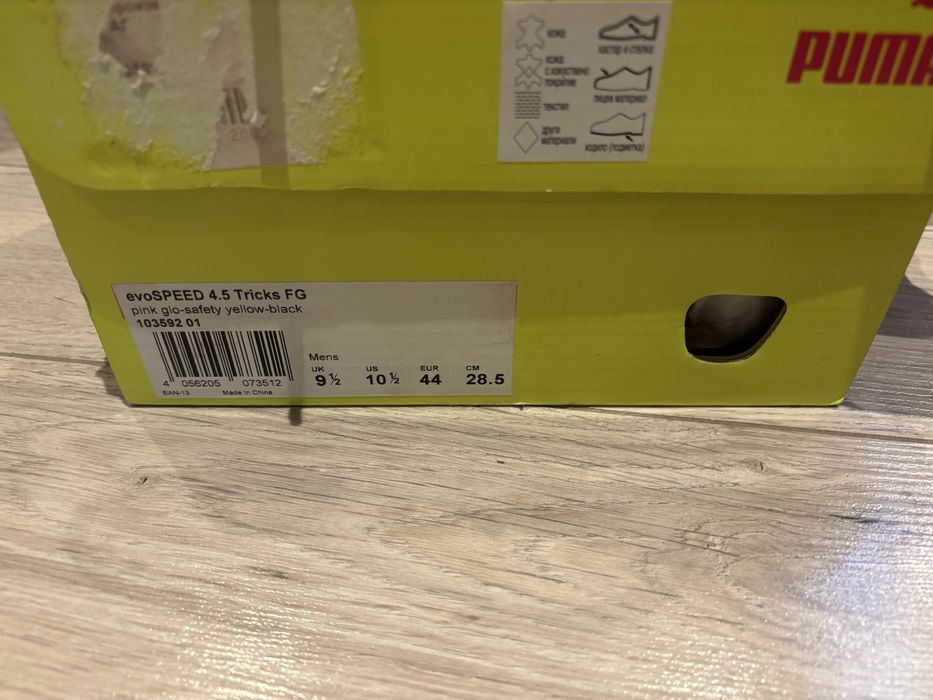 PUMA
кожа
кожа
с изкуствено
покритие
текстил
други
материали
хастар и стелка
лицев материал
ходило (подметка)
evoSPEED 4.5 Tricks FG
pink glo-safety yellow-black
103592 01
4 056205 073512
EAN-13 Made in China
Mens
UK US EUR CM
9½ 10½ 44 28.5